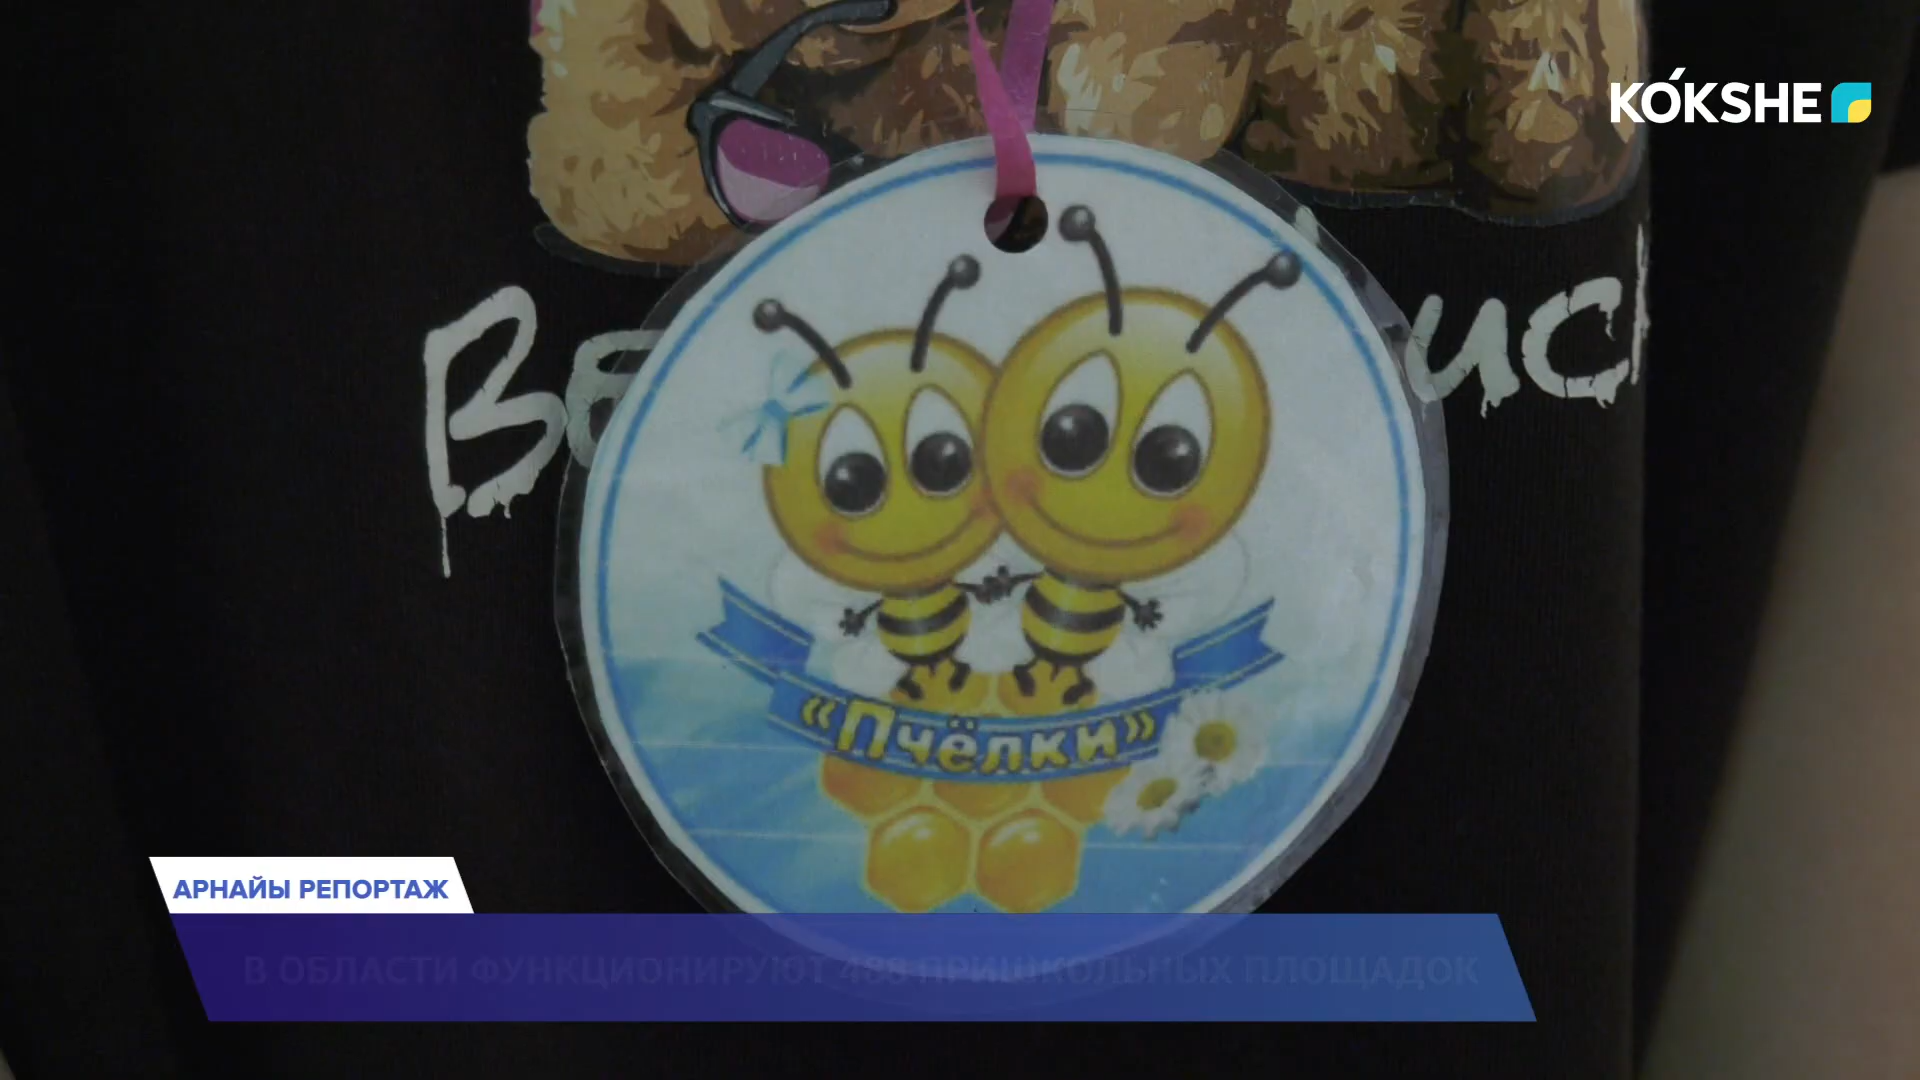 KÓKSHE
«Пчёлки»
АРНАЙЫ РЕПОРТАЖ
В ОБЛАСТИ ФУНКЦИОНИРУЮТ 488 ПРИШКОЛЬНЫХ ПЛОЩАДОК